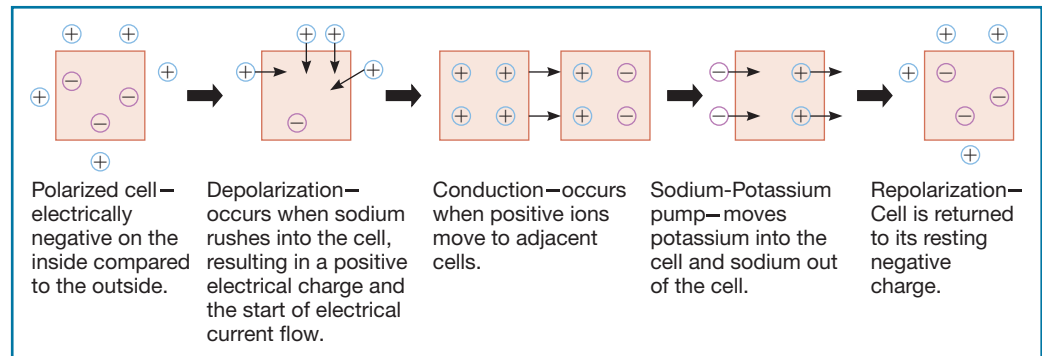 Polarized cell—
electrically
negative on the
inside compared
to the outside.
Depolarization—
occurs when sodium
rushes into the cell,
resulting in a positive
electrical charge and
the start of electrical
current flow.
Conduction—occurs
when positive ions
move to adjacent
cells.
Sodium-Potassium
pump—moves
potassium into the
cell and sodium out
of the cell.
Repolarization—
Cell is returned
to its resting
negative
charge.